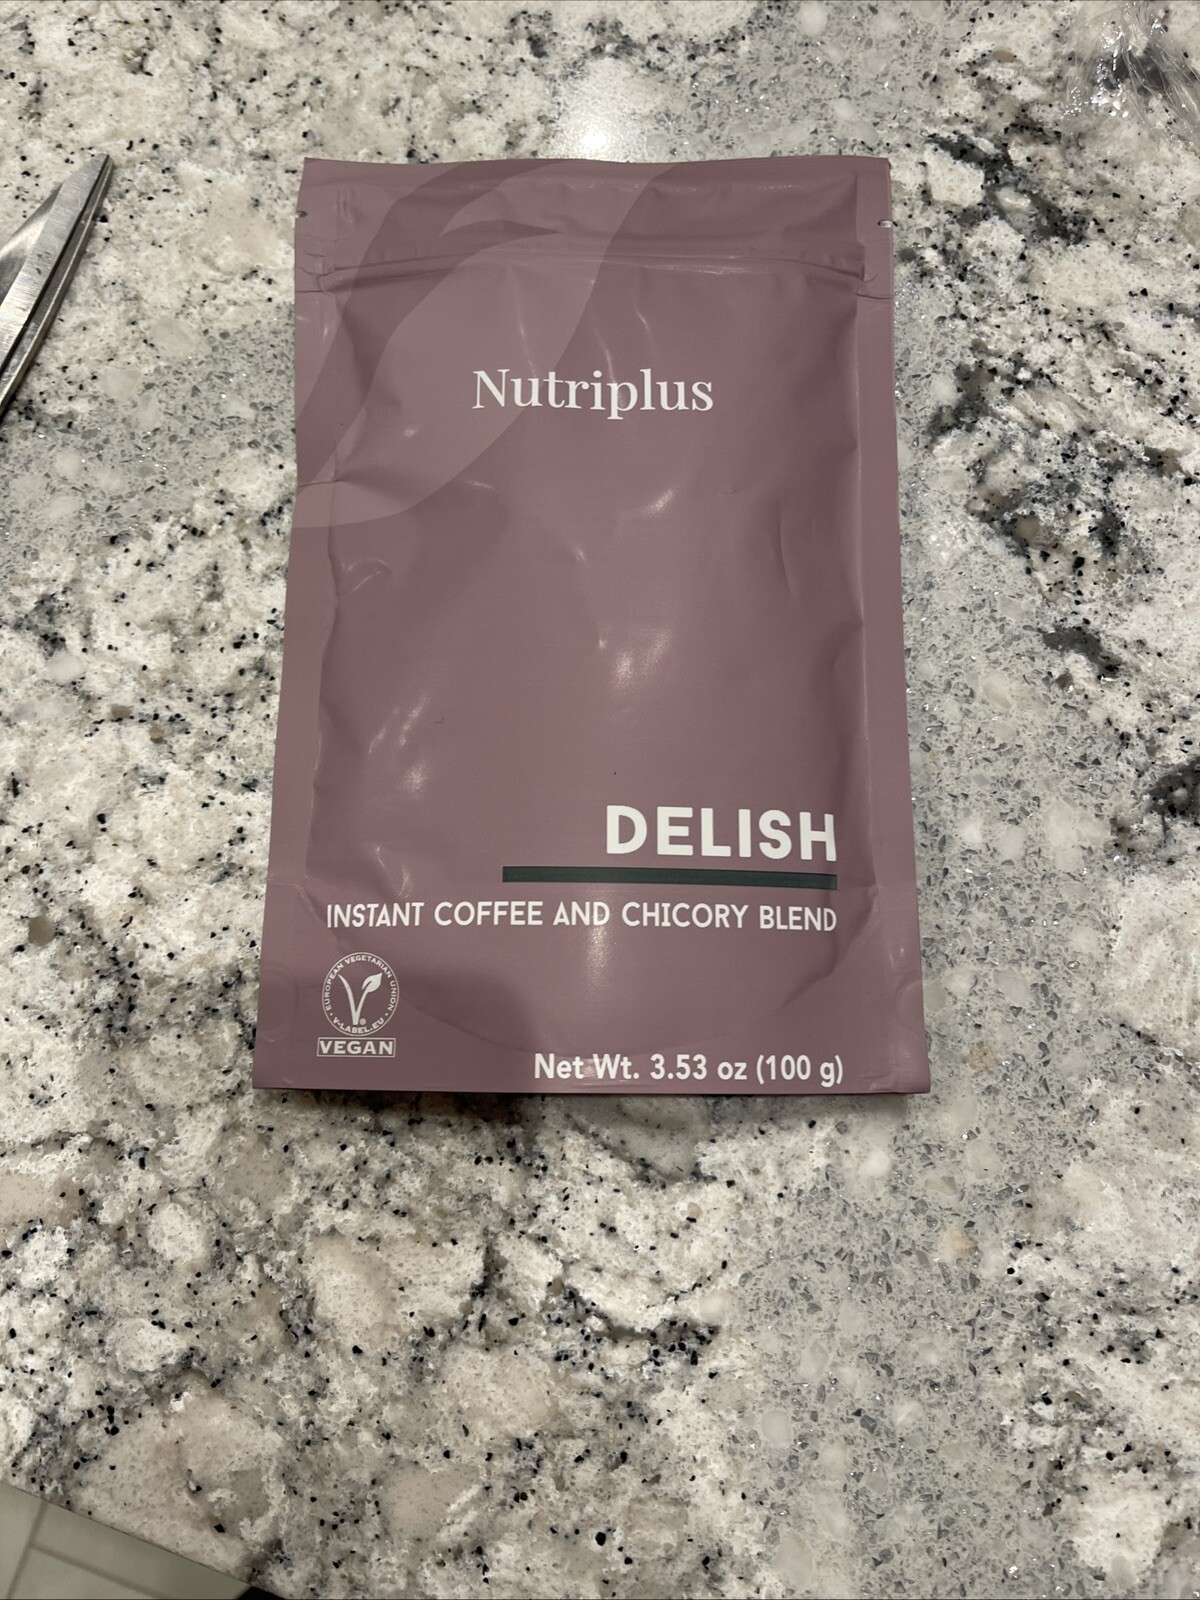 Nutriplus
DELISH
INSTANT COFFEE AND CHICORY BLEND
EUROPEAN VEGETARIAN UNION
V-LABEL.EU
VEGAN
Net Wt. 3.53 oz (100 g)